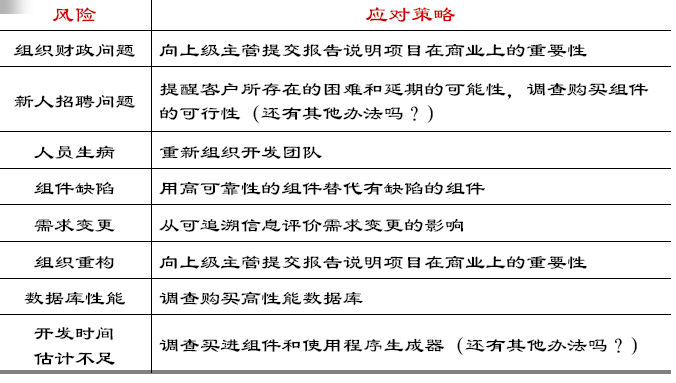 风险 应对策略
组织财政问题 向上级主管提交报告说明项目在商业上的重要性
新人招聘问题 提醒客户所存在的困难和延期的可能性，调查购买组件
的可行性（还有其他办法吗？）
人员生病 重新组织开发团队
组件缺陷 用高可靠性的组件替代有缺陷的组件
需求变更 从可追溯信息评价需求变更的影响
组织重构 向上级主管提交报告说明项目在商业上的重要性
数据库性能 调查购买高性能数据库
开发时间
估计不足 调查买进组件和使用程序生成器（还有其他办法吗？）